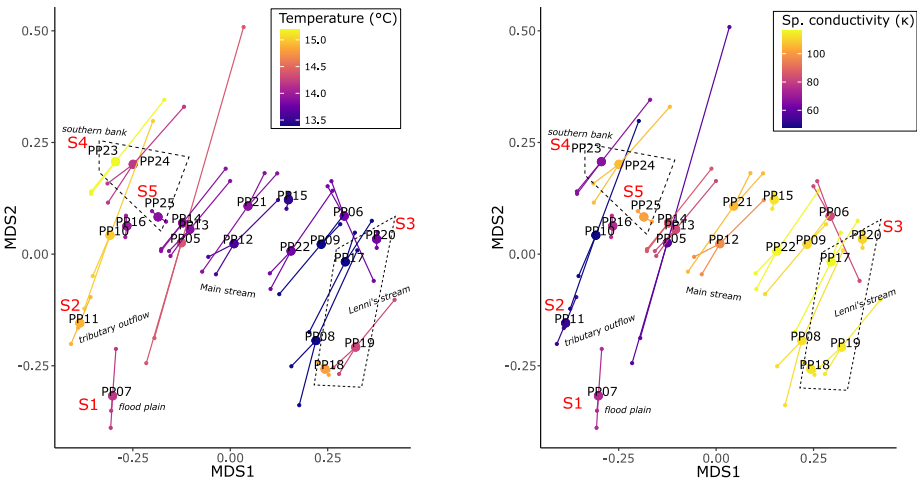 Temperature (°C)
15.0
14.5
14.0
13.5
0.50
0.25
0.00
-0.25
MDS2
southern bank
S4
PP23
PP24
S5
PP25
PP16
PP14
PP13
PP10
PP05
PP21
PP12
PP15
PP06
S3
PP22
PP09
PP20
PP17
Main stream
Lenni's stream
S2
PP11
tributary outflow
PP08
PP19
PP18
PP07
S1
flood plain
-0.25
0.00
0.25
MDS1
Sp. conductivity (κ)
100
80
60
0.50
0.25
0.00
-0.25
MDS2
southern bank
S4
PP23
PP24
S5
PP25
PP16
PP14
PP13
PP10
PP05
PP21
PP12
PP15
PP06
S3
PP22
PP09
PP20
PP17
Main stream
Lenni's stream
S2
PP11
tributary outflow
PP08
PP19
PP18
PP07
S1
flood plain
-0.25
0.00
0.25
MDS1